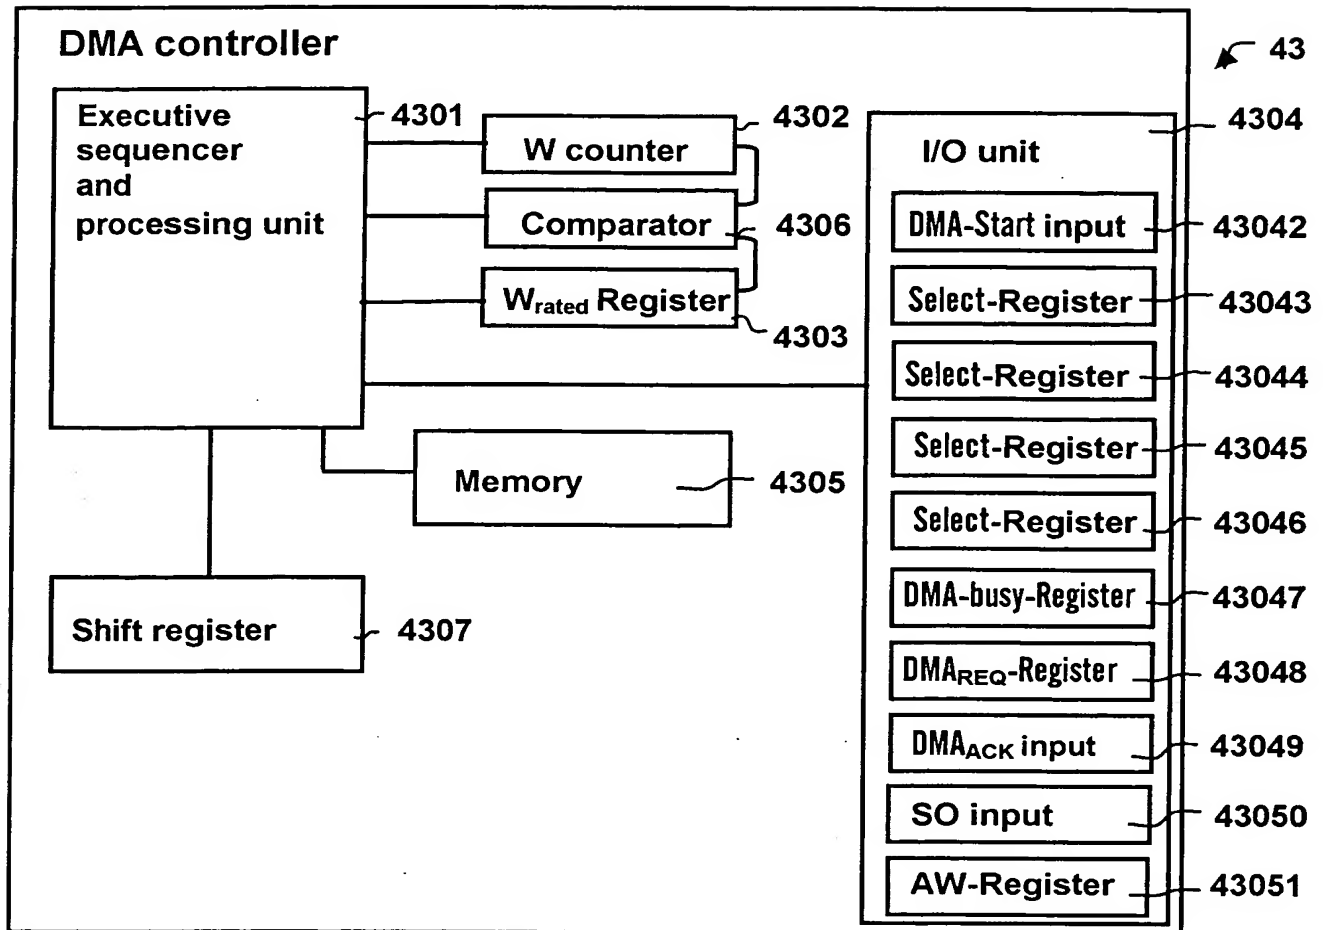 DMA controller
43
Executive
sequencer
and
processing unit
4301
W counter
4302
Comparator
4306
Wrated Register
4303
Memory
4305
Shift register
4307
I/O unit
4304
DMA-Start input
43042
Select-Register
43043
Select-Register
43044
Select-Register
43045
Select-Register
43046
DMA-busy-Register
43047
DMAREQ-Register
43048
DMAACK input
43049
SO input
43050
AW-Register
43051